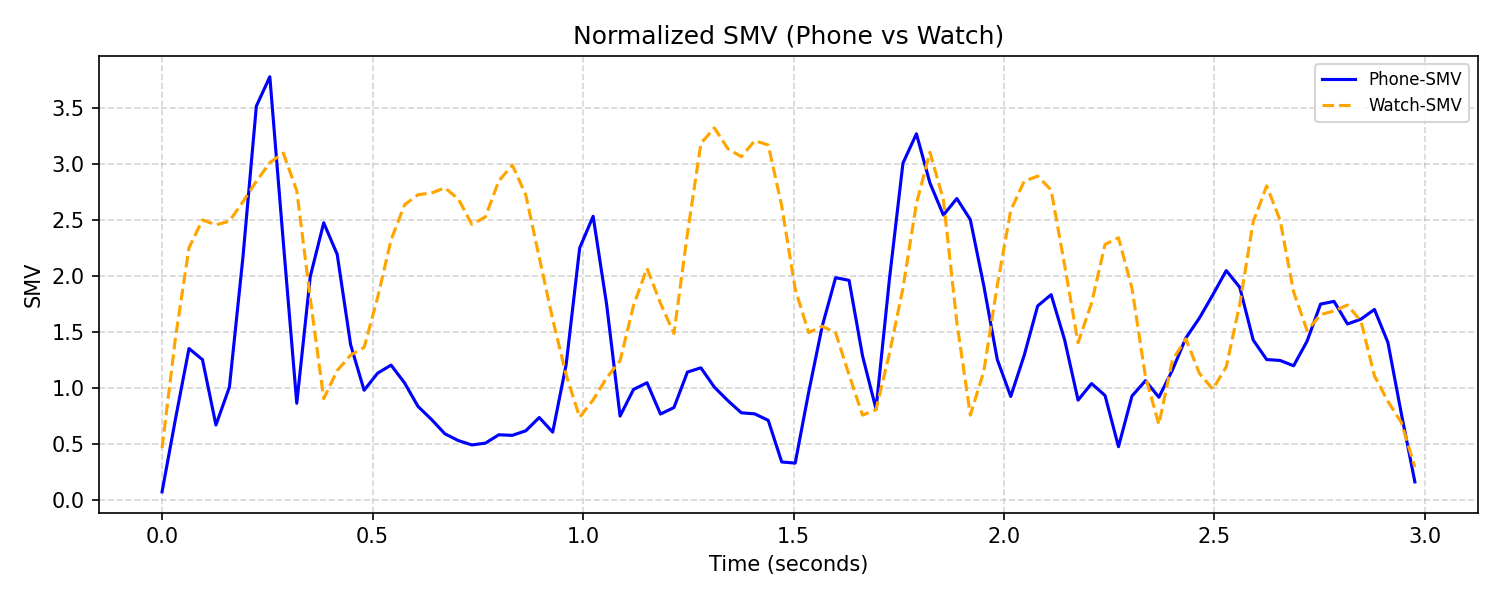 Normalized SMV (Phone vs Watch)
Phone-SMV
Watch-SMV
SMV
3.5
3.0
2.5
2.0
1.5
1.0
0.5
0.0
0.0 0.5 1.0 1.5 2.0 2.5 3.0
Time (seconds)